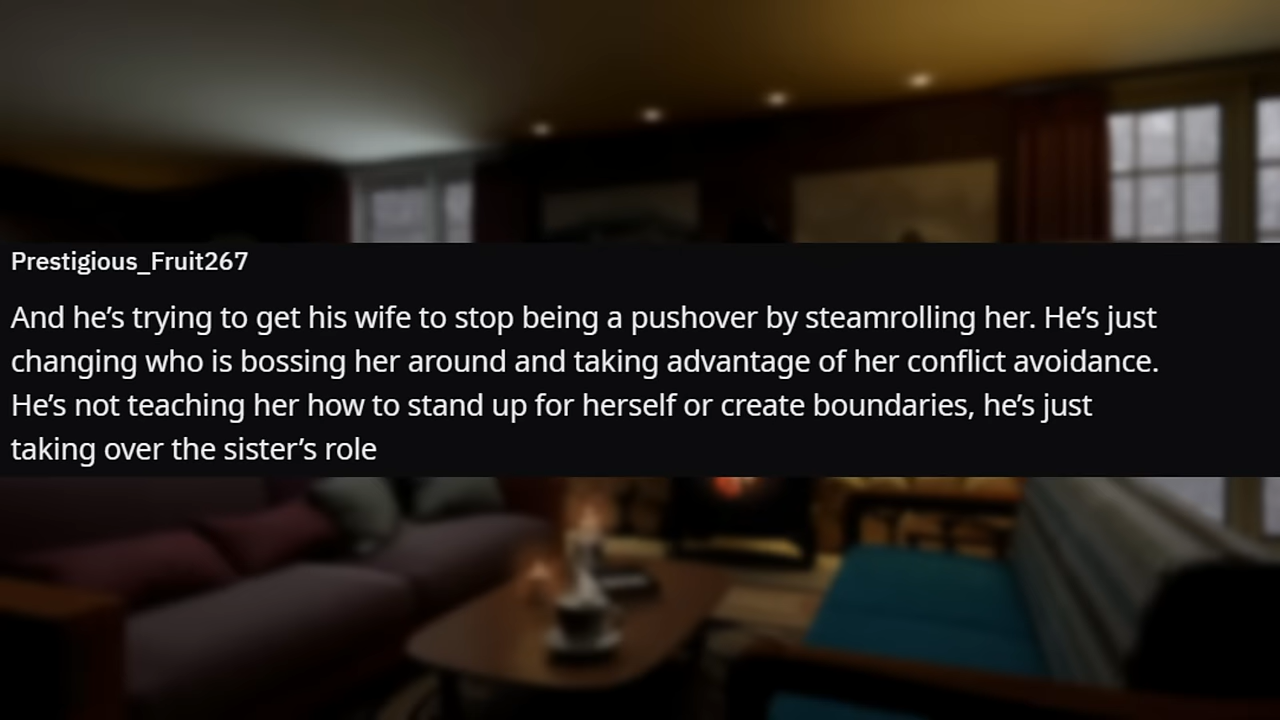 Prestigious_Fruit267
And he’s trying to get his wife to stop being a pushover by steamrolling her. He’s just
changing who is bossing her around and taking advantage of her conflict avoidance.
He’s not teaching her how to stand up for herself or create boundaries, he’s just
taking over the sister’s role